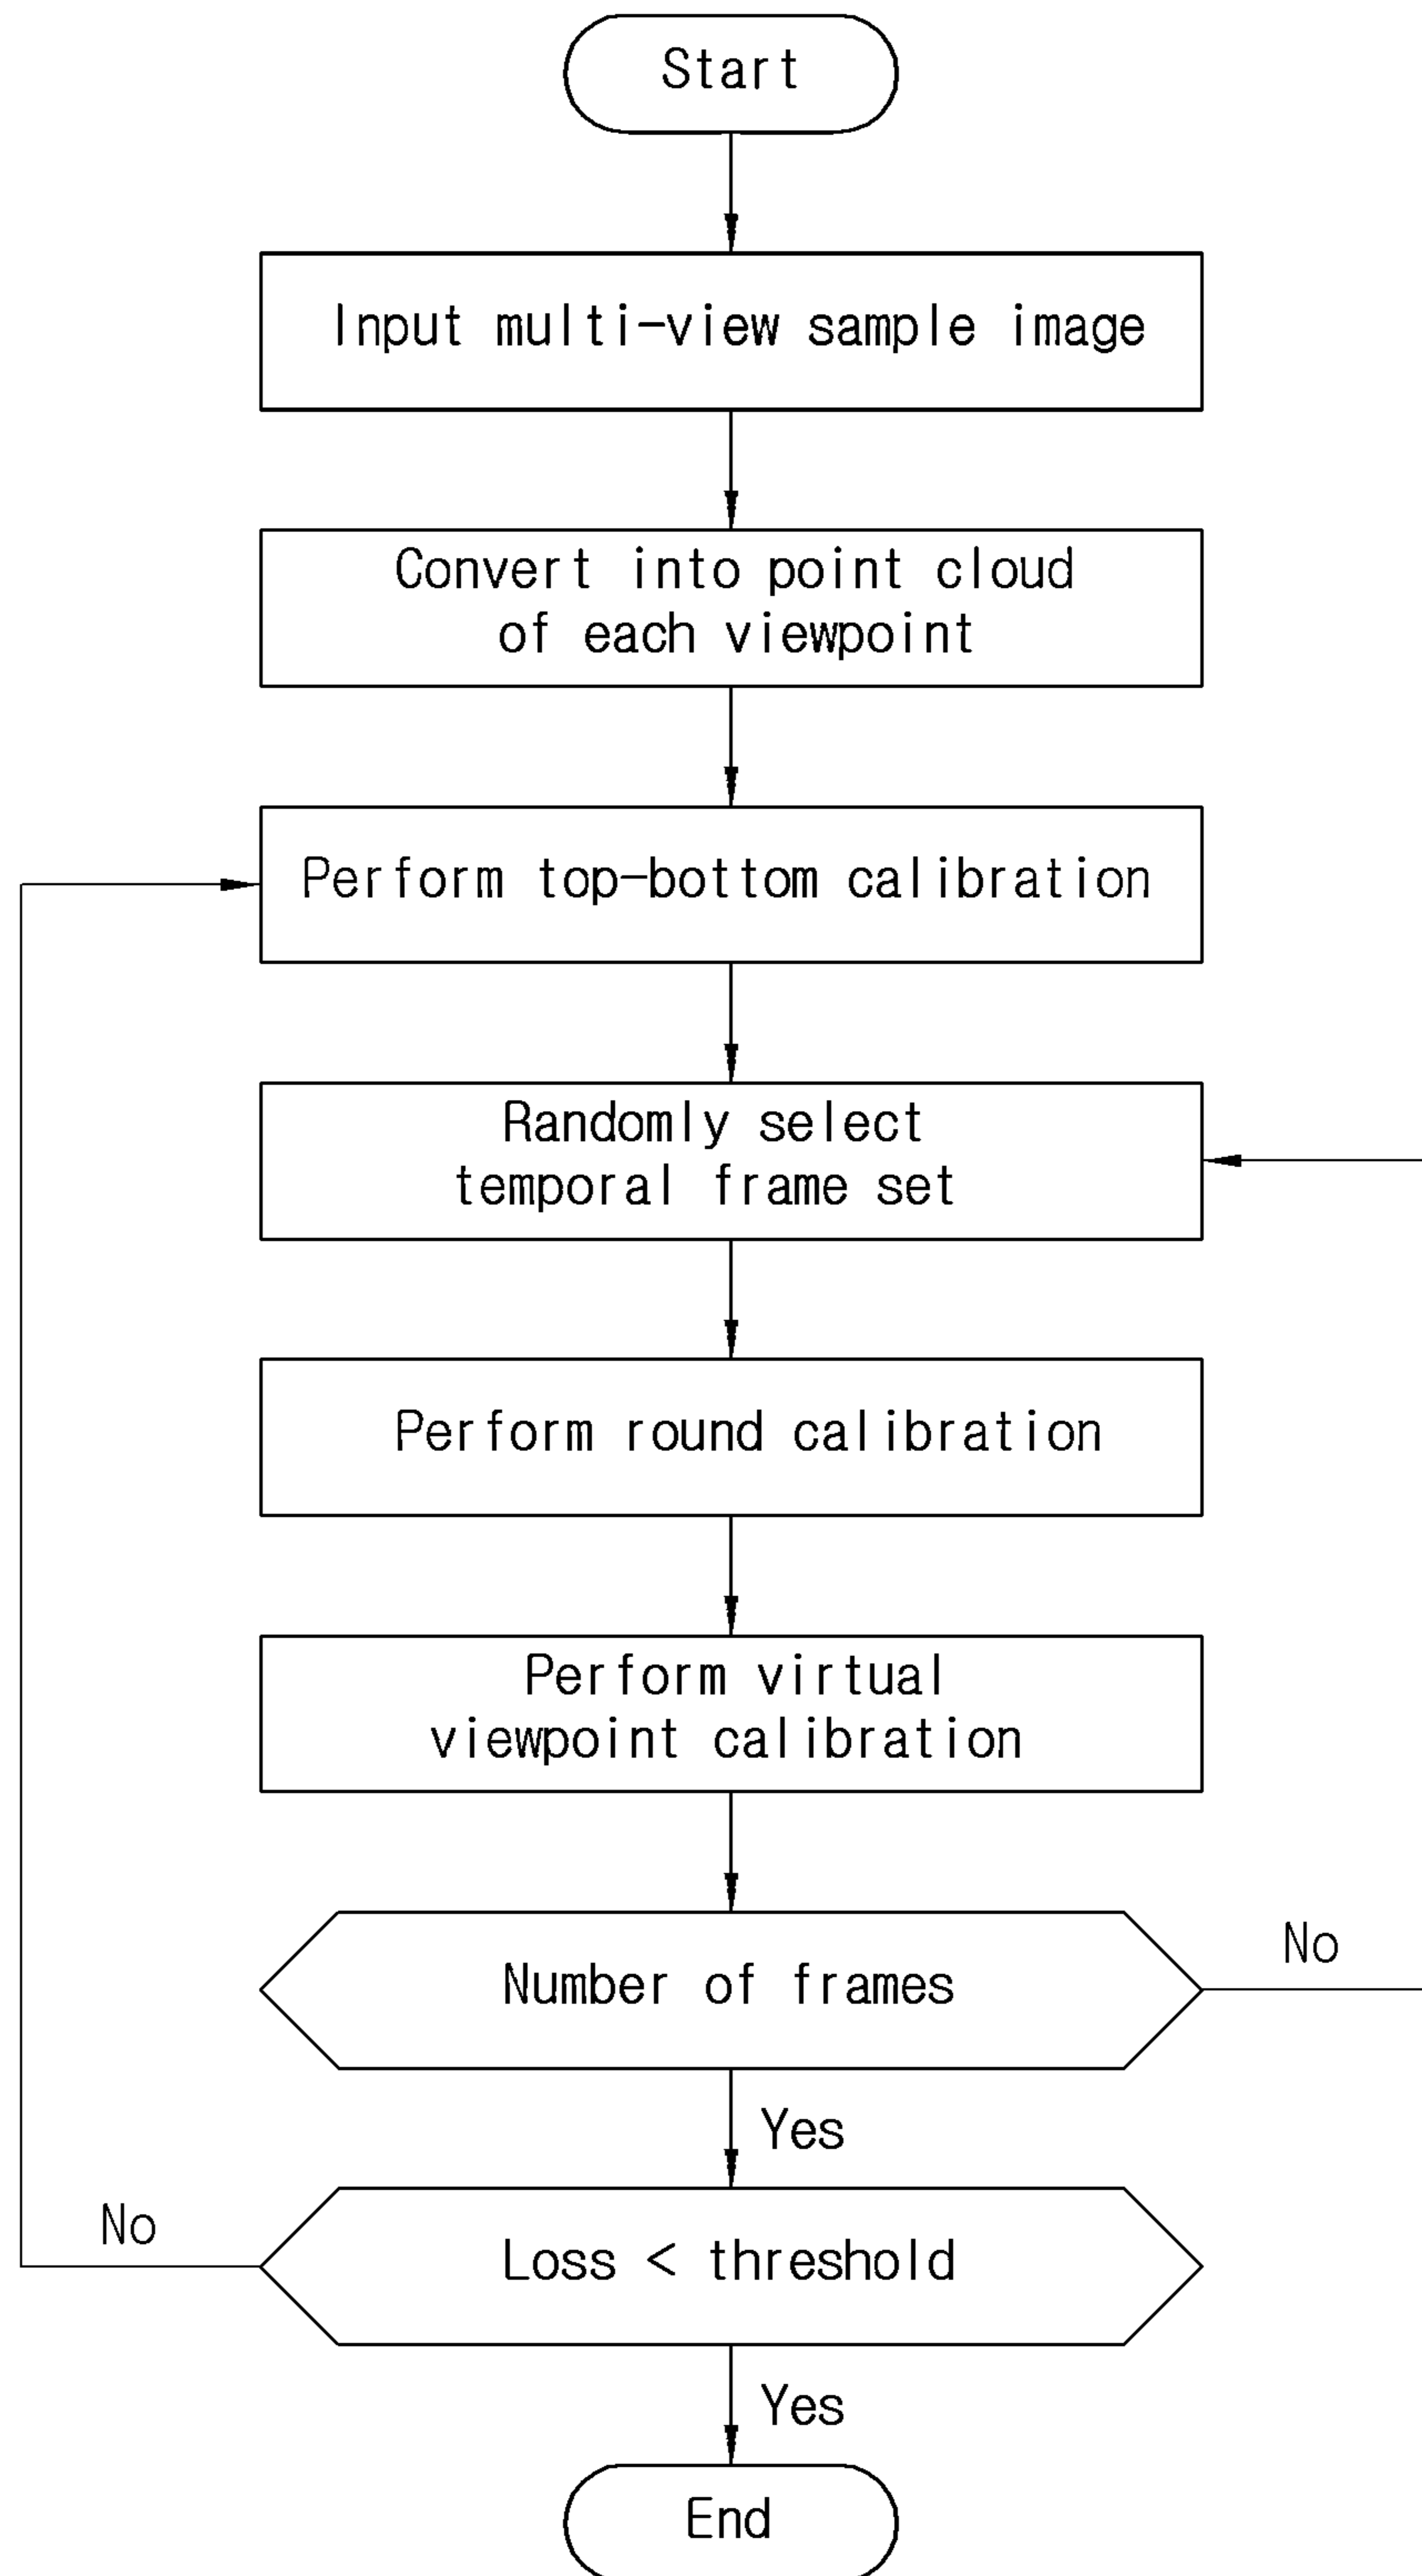 Start
Input multi-view sample image
Convert into point cloud
of each viewpoint
Perform top-bottom calibration
Randomly select
temporal frame set
Perform round calibration
Perform virtual
viewpoint calibration
Number of frames
No
Yes
No
Loss < threshold
Yes
End